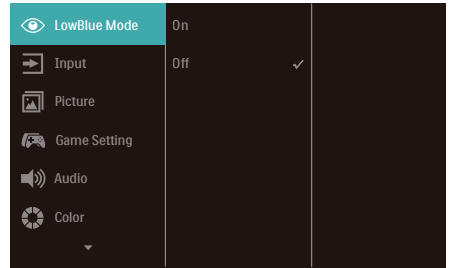 LowBlue Mode
On
Input
Off
Picture
Game Setting
Audio
Color